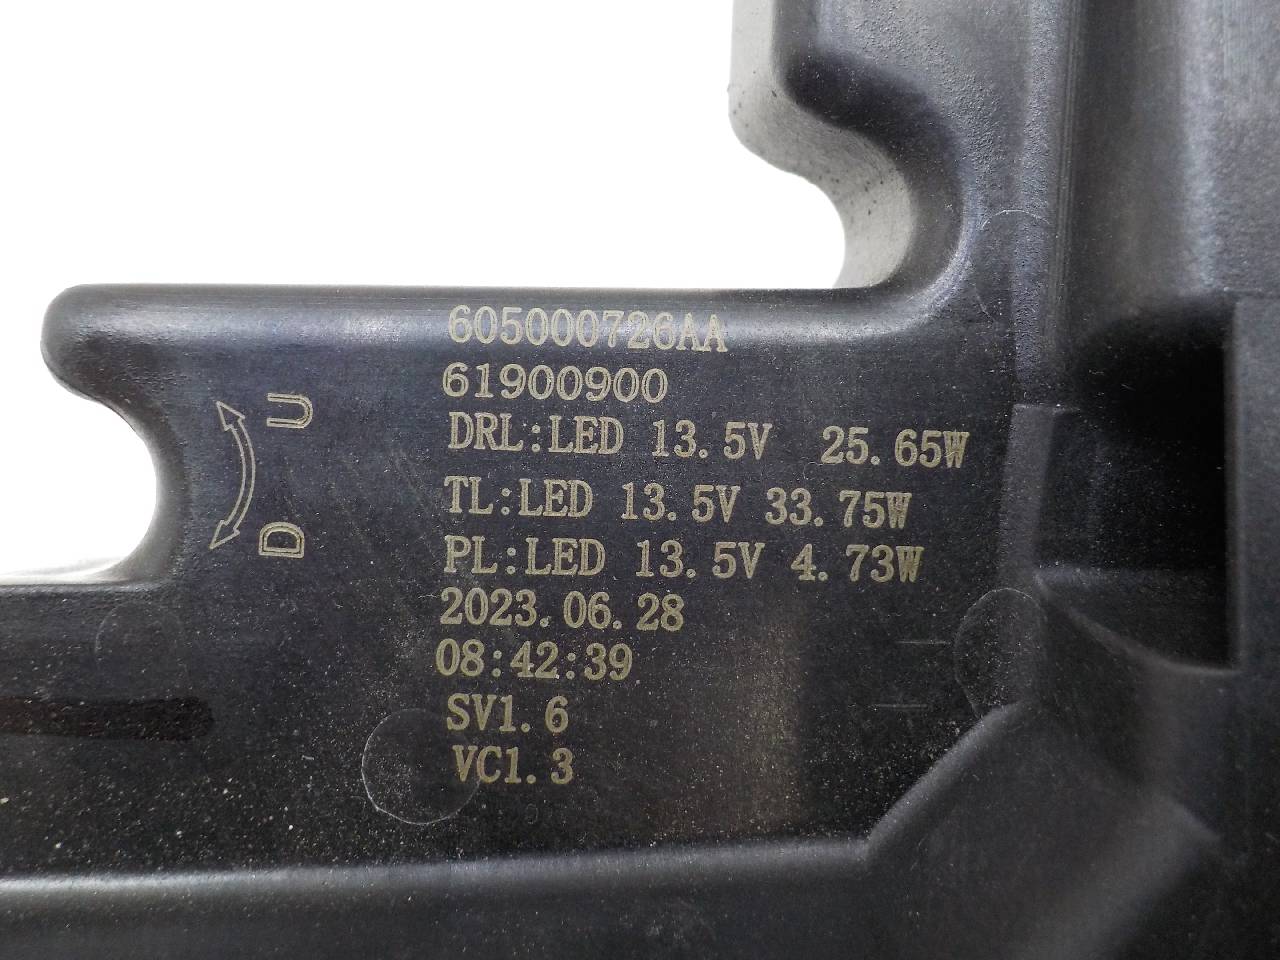 605000726AA
61900900
DRL:LED 13.5V 25.65W
TL:LED 13.5V 33.75W
PL:LED 13.5V 4.73W
2023.06.28
08:42:39
SV1.6
VC1.3
U
D